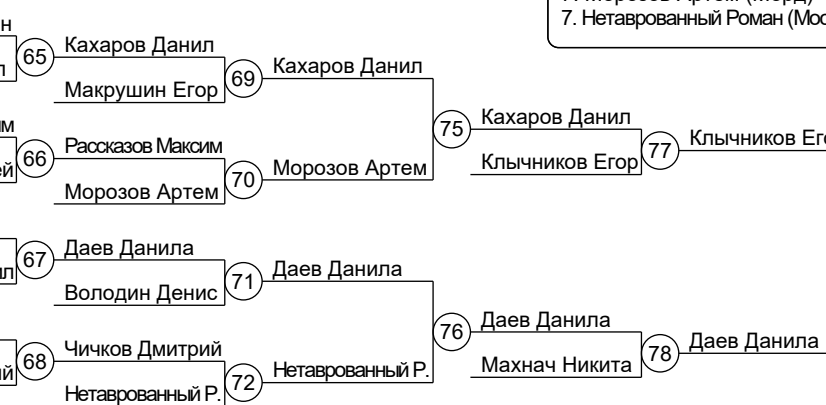 7. Нетаврованный Роман
65
Кахаров Данил
Макрушин Егор
69
Кахаров Данил
66
Рассказов Максим
Морозов Артем
70
Морозов Артем
75
Кахаров Данил
Клычников Егор
77
Клычников
67
Даев Данила
Володин Денис
71
Даев Данила
68
Чичков Дмитрий
Нетаврованный Р.
72
Нетаврованный Р.
76
Даев Данила
Махнач Никита
78
Даев Данила